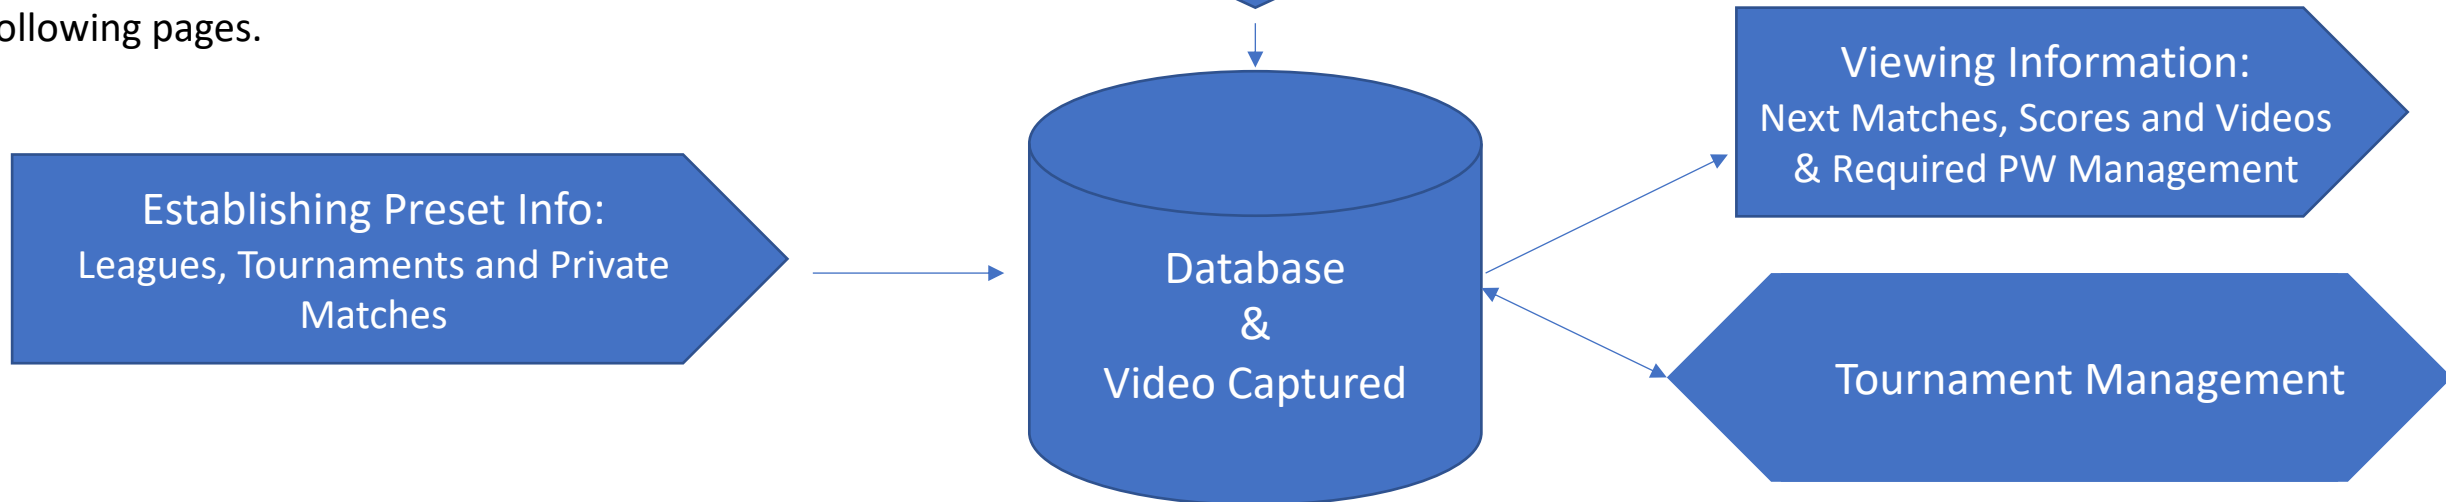 following pages.
Establishing Preset Info:
Leagues, Tournaments and Private
Matches
Database
&
Video Captured
Viewing Information:
Next Matches, Scores and Videos
& Required PW Management
Tournament Management